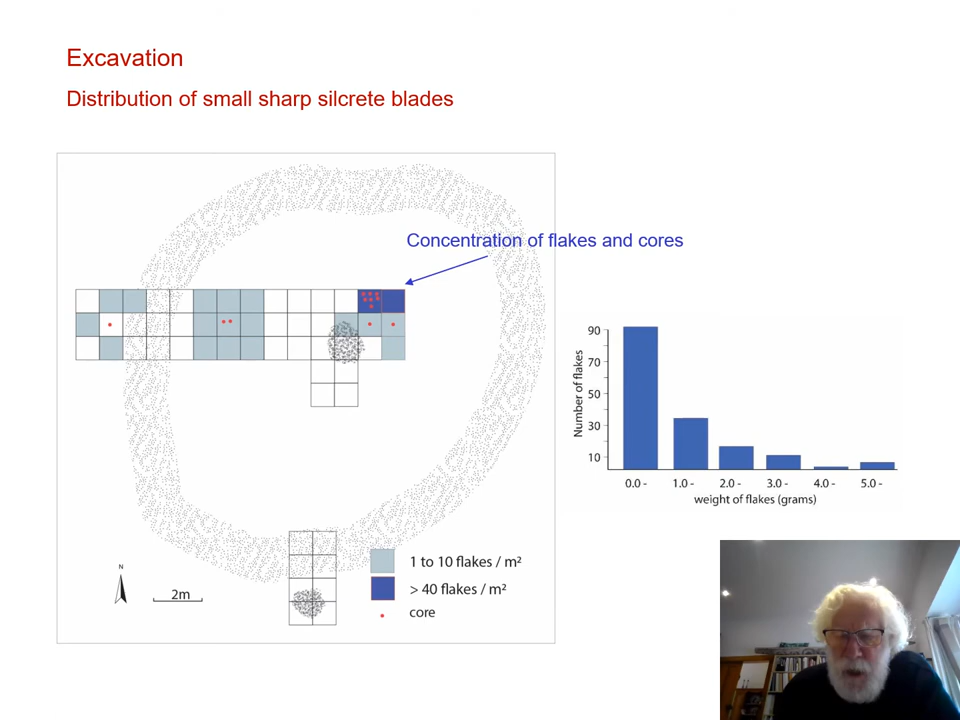 Excavation
Distribution of small sharp silcrete blades
Concentration of flakes and cores
N
2m
1 to 10 flakes / m²
> 40 flakes / m²
core
Number of flakes
90
70
50
30
10
0.0 - 1.0 - 2.0 - 3.0 - 4.0 - 5.0 -
weight of flakes (grams)